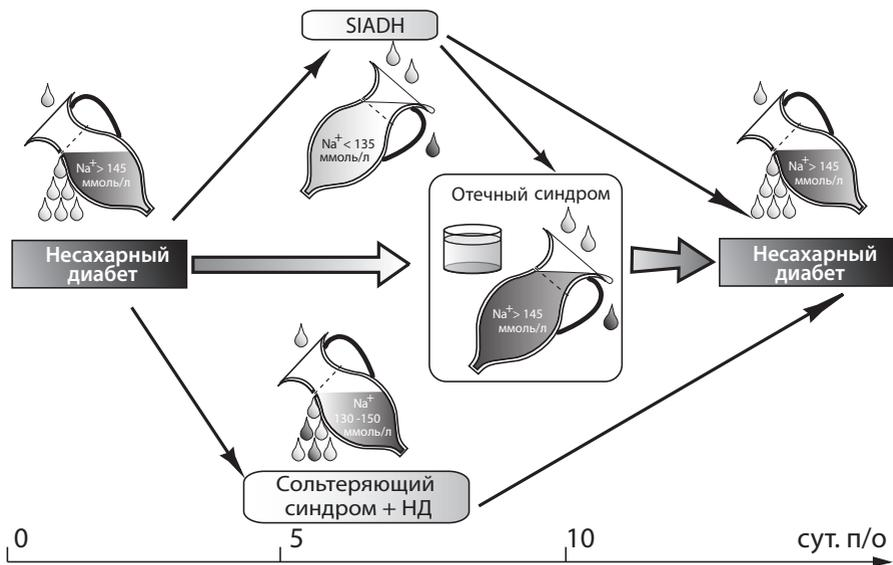 SIADH
Na+ > 145
ммоль/л
Na+ < 135
ммоль/л
Na+ > 145
ммоль/л
Отечный синдром
Na+ > 145
ммоль/л
Несахарный
диабет
Несахарный
диабет
Na+
130 -150
ммоль/л
Сольтеряющий
синдром + НД
0 5 10 сут. п/о